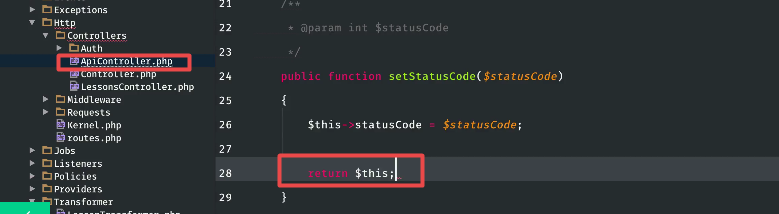 Exceptions
Http
Controllers
Auth
ApiController.php
Controller.php
LessonsController.php
Middleware
Requests
Kernel.php
routes.php
Jobs
Listeners
Policies
Providers
Transformer
LessonTransformer.php
21 /**
22 * @param int $statusCode
23 */
24 public function setStatusCode($statusCode)
25 {
26 $this->statusCode = $statusCode;
27
28 return $this;
29 }